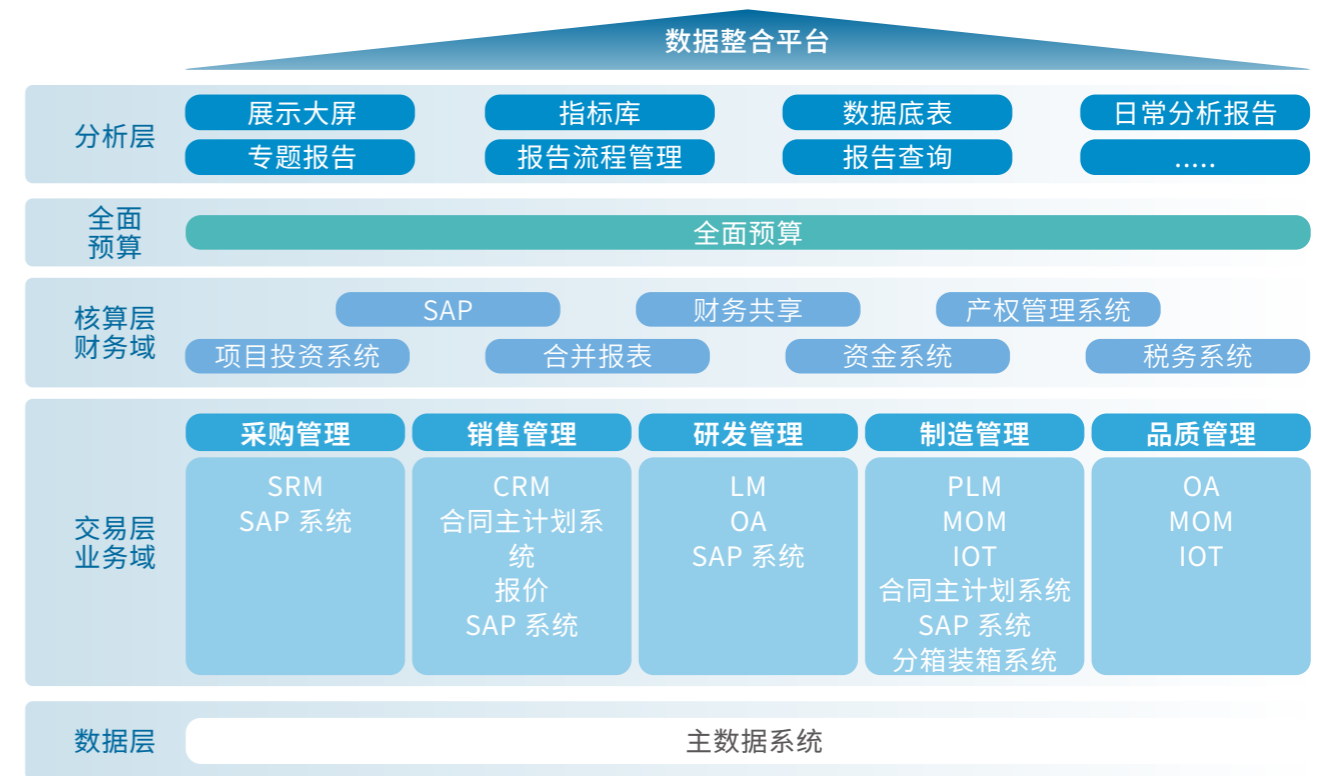 数据整合平台
分析层
展示大屏
指标库
数据底表
日常分析报告
专题报告
报告流程管理
报告查询
.....
全面
预算
全面预算
核算层
财务域
SAP
财务共享
产权管理系统
项目投资系统
合并报表
资金系统
税务系统
交易层
业务域
采购管理
SRM
SAP 系统
销售管理
CRM
合同主计划系
统
报价
SAP 系统
研发管理
LM
OA
SAP 系统
制造管理
PLM
MOM
IOT
合同主计划系统
SAP 系统
分箱装箱系统
品质管理
OA
MOM
IOT
数据层
主数据系统